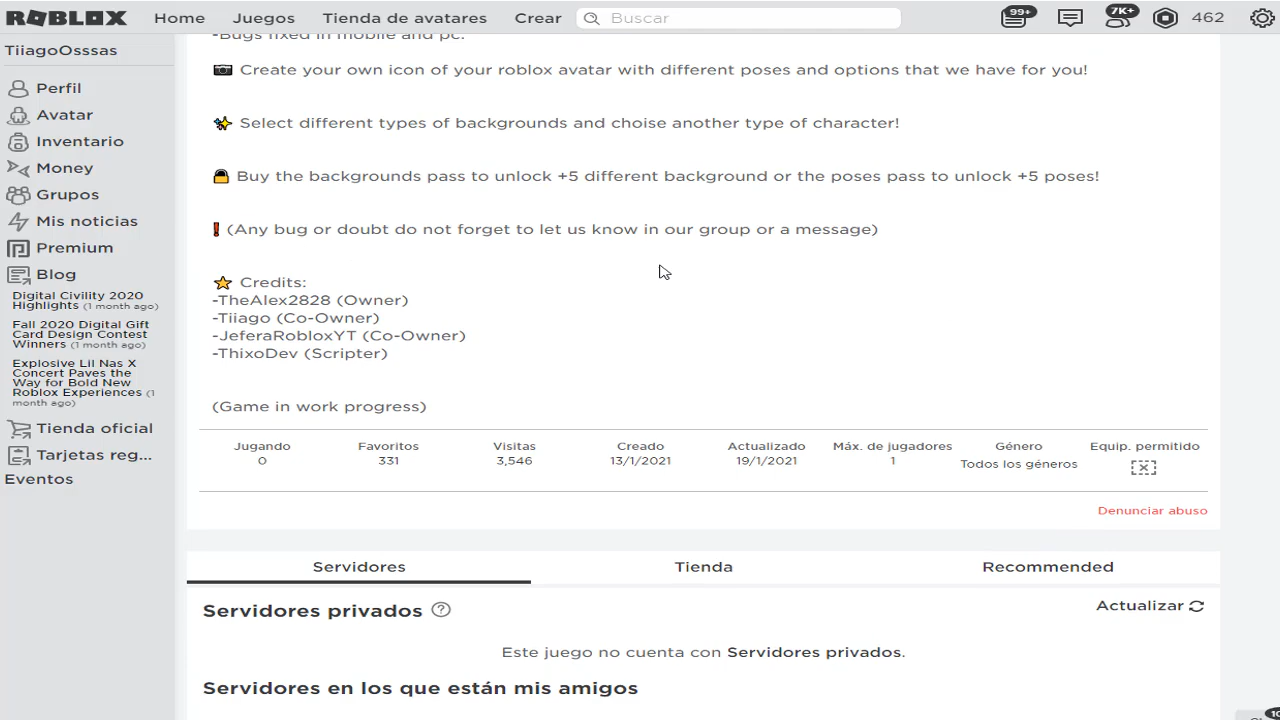 ROBLOX Home Juegos Tienda de avatares Crear Buscar 99+ 7K+ 462
TiiagoOsssas
Perfil
Avatar
Inventario
Money
Grupos
Mis noticias
Premium
Blog
Digital Civility 2020
Highlights (1 month ago)
Fall 2020 Digital Gift
Card Design Contest
Winners (1 month ago)
Explosive Lil Nas X
Concert Paves the
Way for Bold New
Roblox Experiences (1
month ago)
Tienda oficial
Tarjetas reg...
Eventos
-Bugs fixed in mobile and pc.
Create your own icon of your roblox avatar with different poses and options that we have for you!
Select different types of backgrounds and choise another type of character!
Buy the backgrounds pass to unlock +5 different background or the poses pass to unlock +5 poses!
(Any bug or doubt do not forget to let us know in our group or a message)
Credits:
-TheAlex2828 (Owner)
-Tiiago (Co-Owner)
-JeferaRobloxYT (Co-Owner)
-ThixoDev (Scripter)
(Game in work progress)
Jugando Favoritos Visitas Creado Actualizado Máx. de jugadores Género Equip. permitido
0 331 3,546 13/1/2021 19/1/2021 1 Todos los géneros
Denunciar abuso
Servidores Tienda Recommended
Servidores privados ? Actualizar
Este juego no cuenta con Servidores privados.
Servidores en los que están mis amigos